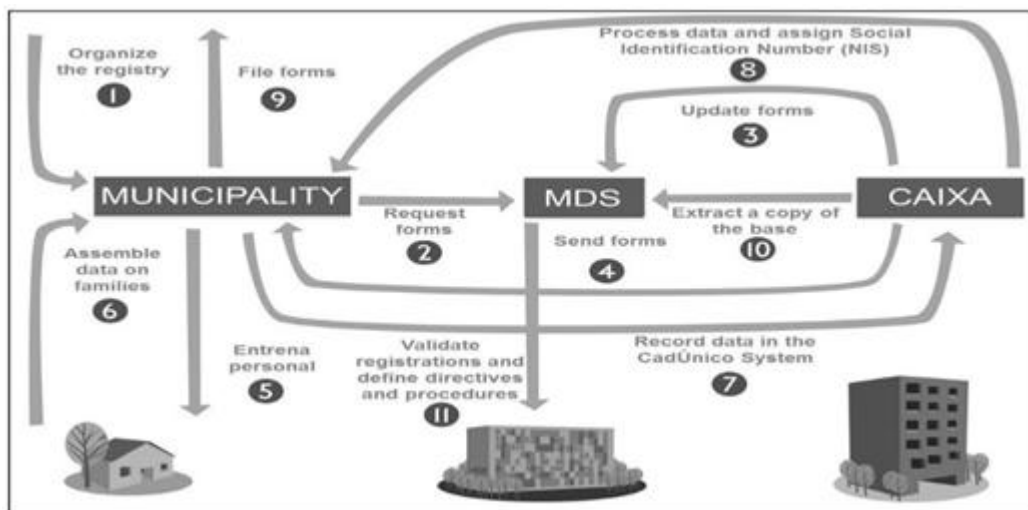 Organize
the registry
1
File forms
9
Process data and assign Social
Identification Number (NIS)
8
Update forms
3
MUNICIPALITY
MDS
CAIXA
Request
forms
2
Extract a copy of
the base
10
Send forms
4
Assemble
data on
families
6
Entrena
personal
5
Validate
registrations and
define directives
and procedures
11
Record data in the
CadÚnico System
7